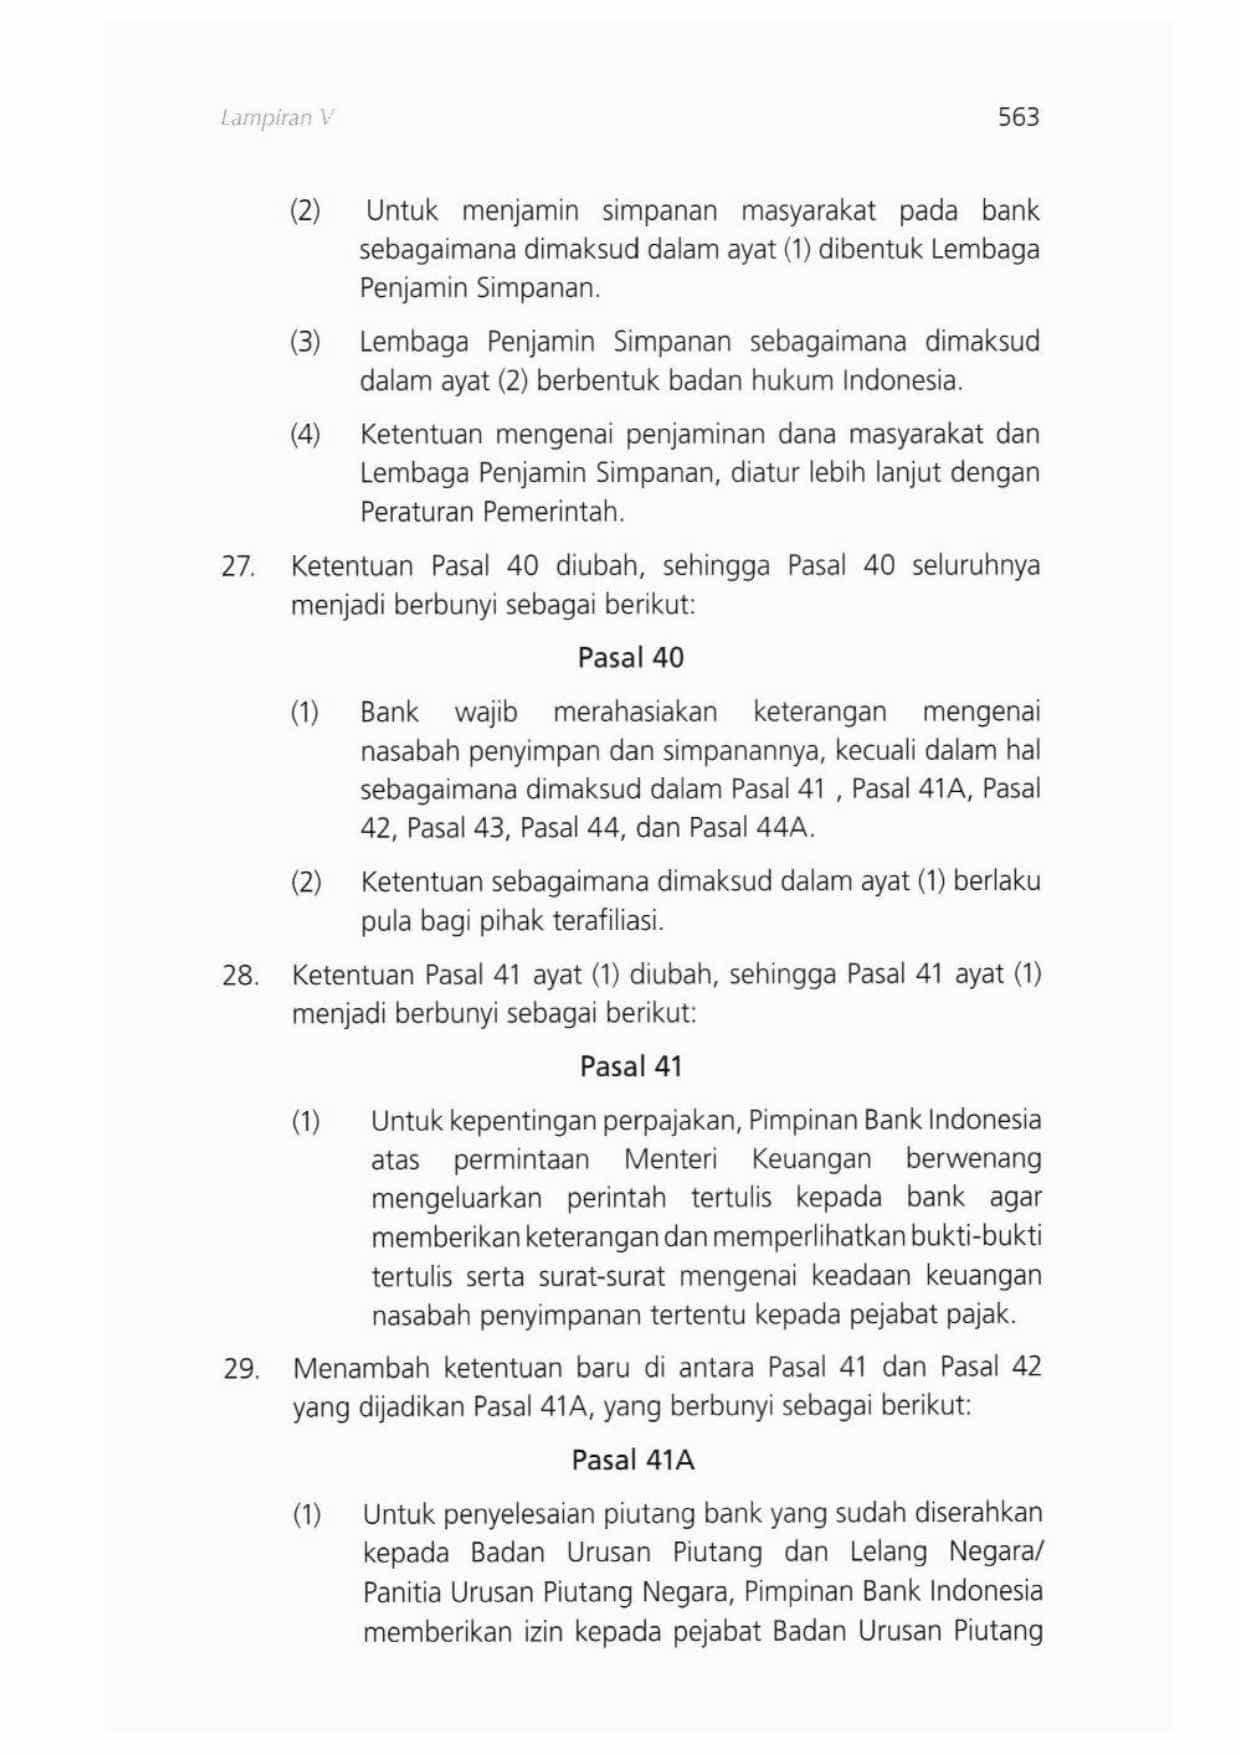 Lampiran V 563
(2) Untuk menjamin simpanan masyarakat pada bank
sebagaimana dimaksud dalam ayat (1) dibentuk Lembaga
Penjamin Simpanan.
(3) Lembaga Penjamin Simpanan sebagaimana dimaksud
dalam ayat (2) berbentuk badan hukum Indonesia.
(4) Ketentuan mengenai penjaminan dana masyarakat dan
Lembaga Penjamin Simpanan, diatur lebih lanjut dengan
Peraturan Pemerintah.
27. Ketentuan Pasal 40 diubah, sehingga Pasal 40 seluruhnya
menjadi berbunyi sebagai berikut:
Pasal 40
(1) Bank wajib merahasiakan keterangan mengenai
nasabah penyimpan dan simpanannya, kecuali dalam hal
sebagaimana dimaksud dalam Pasal 41 , Pasal 41A, Pasal
42, Pasal 43, Pasal 44, dan Pasal 44A.
(2) Ketentuan sebagaimana dimaksud dalam ayat (1) berlaku
pula bagi pihak terafiliasi.
28. Ketentuan Pasal 41 ayat (1) diubah, sehingga Pasal 41 ayat (1)
menjadi berbunyi sebagai berikut:
Pasal 41
(1) Untuk kepentingan perpajakan, Pimpinan Bank Indonesia
atas permintaan Menteri Keuangan berwenang
mengeluarkan perintah tertulis kepada bank agar
memberikan keterangan dan memperlihatkan bukti-bukti
tertulis serta surat-surat mengenai keadaan keuangan
nasabah penyimpanan tertentu kepada pejabat pajak.
29. Menambah ketentuan baru di antara Pasal 41 dan Pasal 42
yang dijadikan Pasal 41A, yang berbunyi sebagai berikut:
Pasal 41A
(1) Untuk penyelesaian piutang bank yang sudah diserahkan
kepada Badan Urusan Piutang dan Lelang Negara/
Panitia Urusan Piutang Negara, Pimpinan Bank Indonesia
memberikan izin kepada pejabat Badan Urusan Piutang